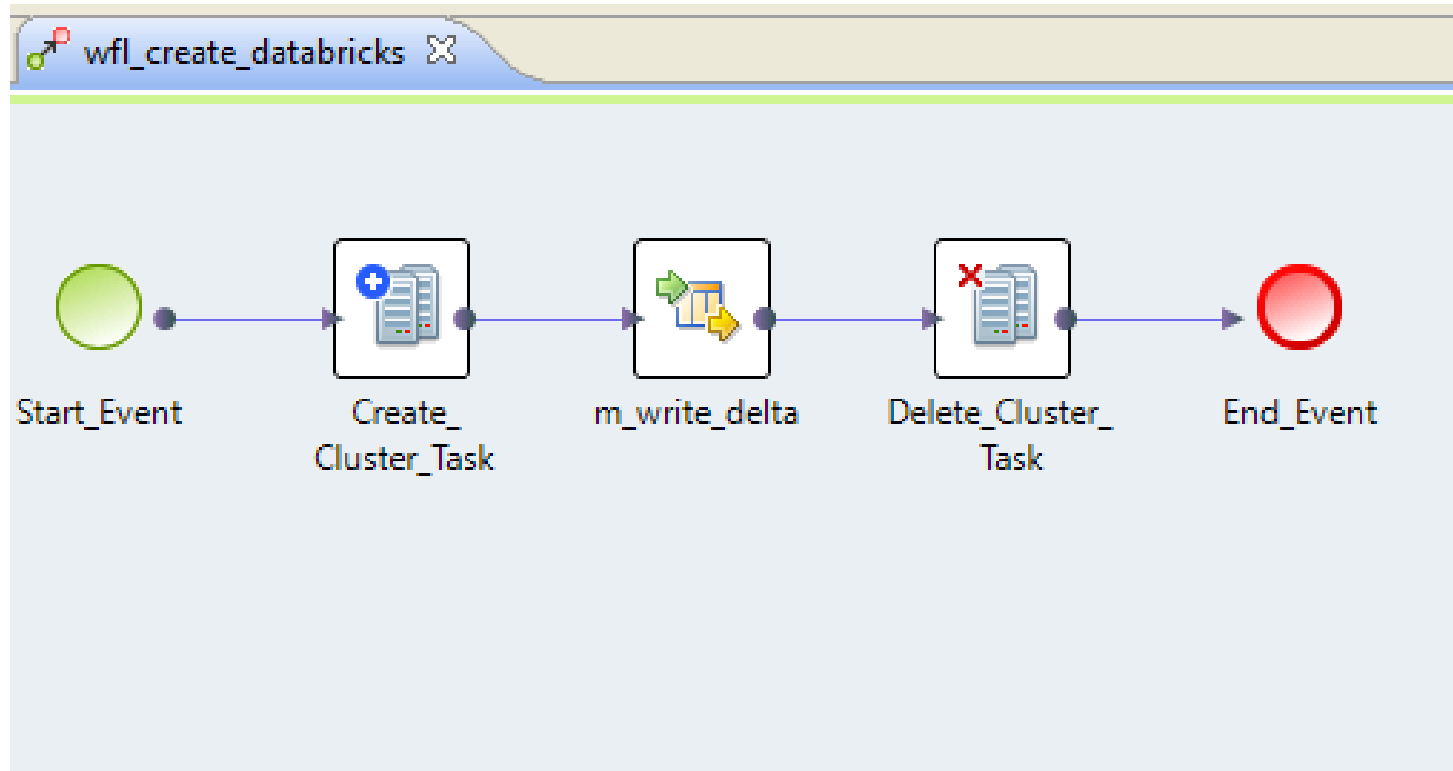 wfl_create_databricks
Start_Event
Create_
Cluster_Task
m_write_delta
Delete_Cluster_
Task
End_Event